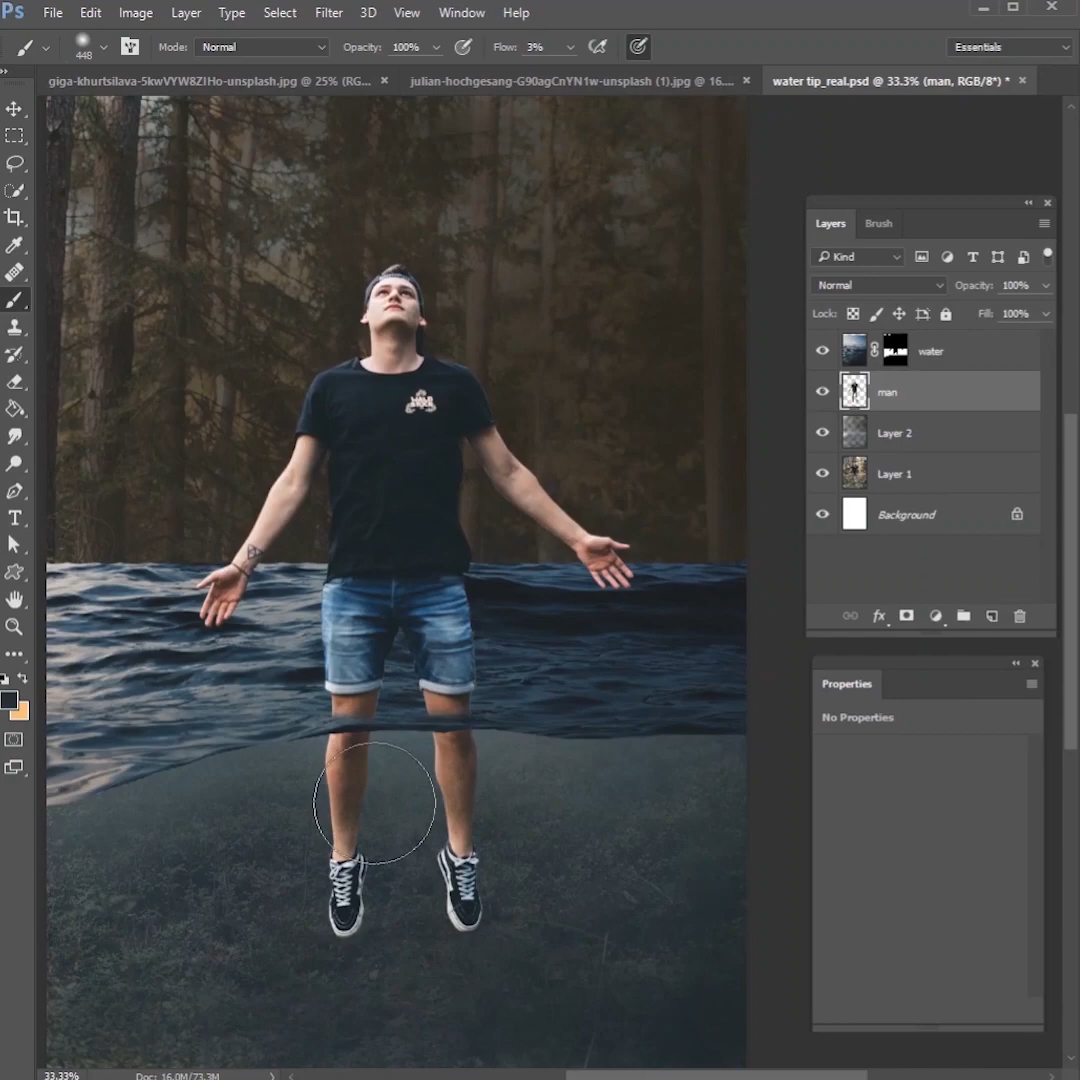 Ps File Edit Image Layer Type Select Filter 3D View Window Help
448 Mode: Normal Opacity: 100% Flow: 3% Essentials
giga-khurtsilava-5kwVYW8ZIHo-unsplash.jpg @ 25% (RG... × julian-hochgesang-G90agCnYN1w-unsplash (1).jpg @ 16.... × water tip_real.psd @ 33.3% (man, RGB/8*) * ×
Layers Brush
Kind
Normal Opacity: 100%
Lock: Fill: 100%
water
man
Layer 2
Layer 1
Background
fx
Properties
No Properties
33.33% Doc: 16.0M/73.3M